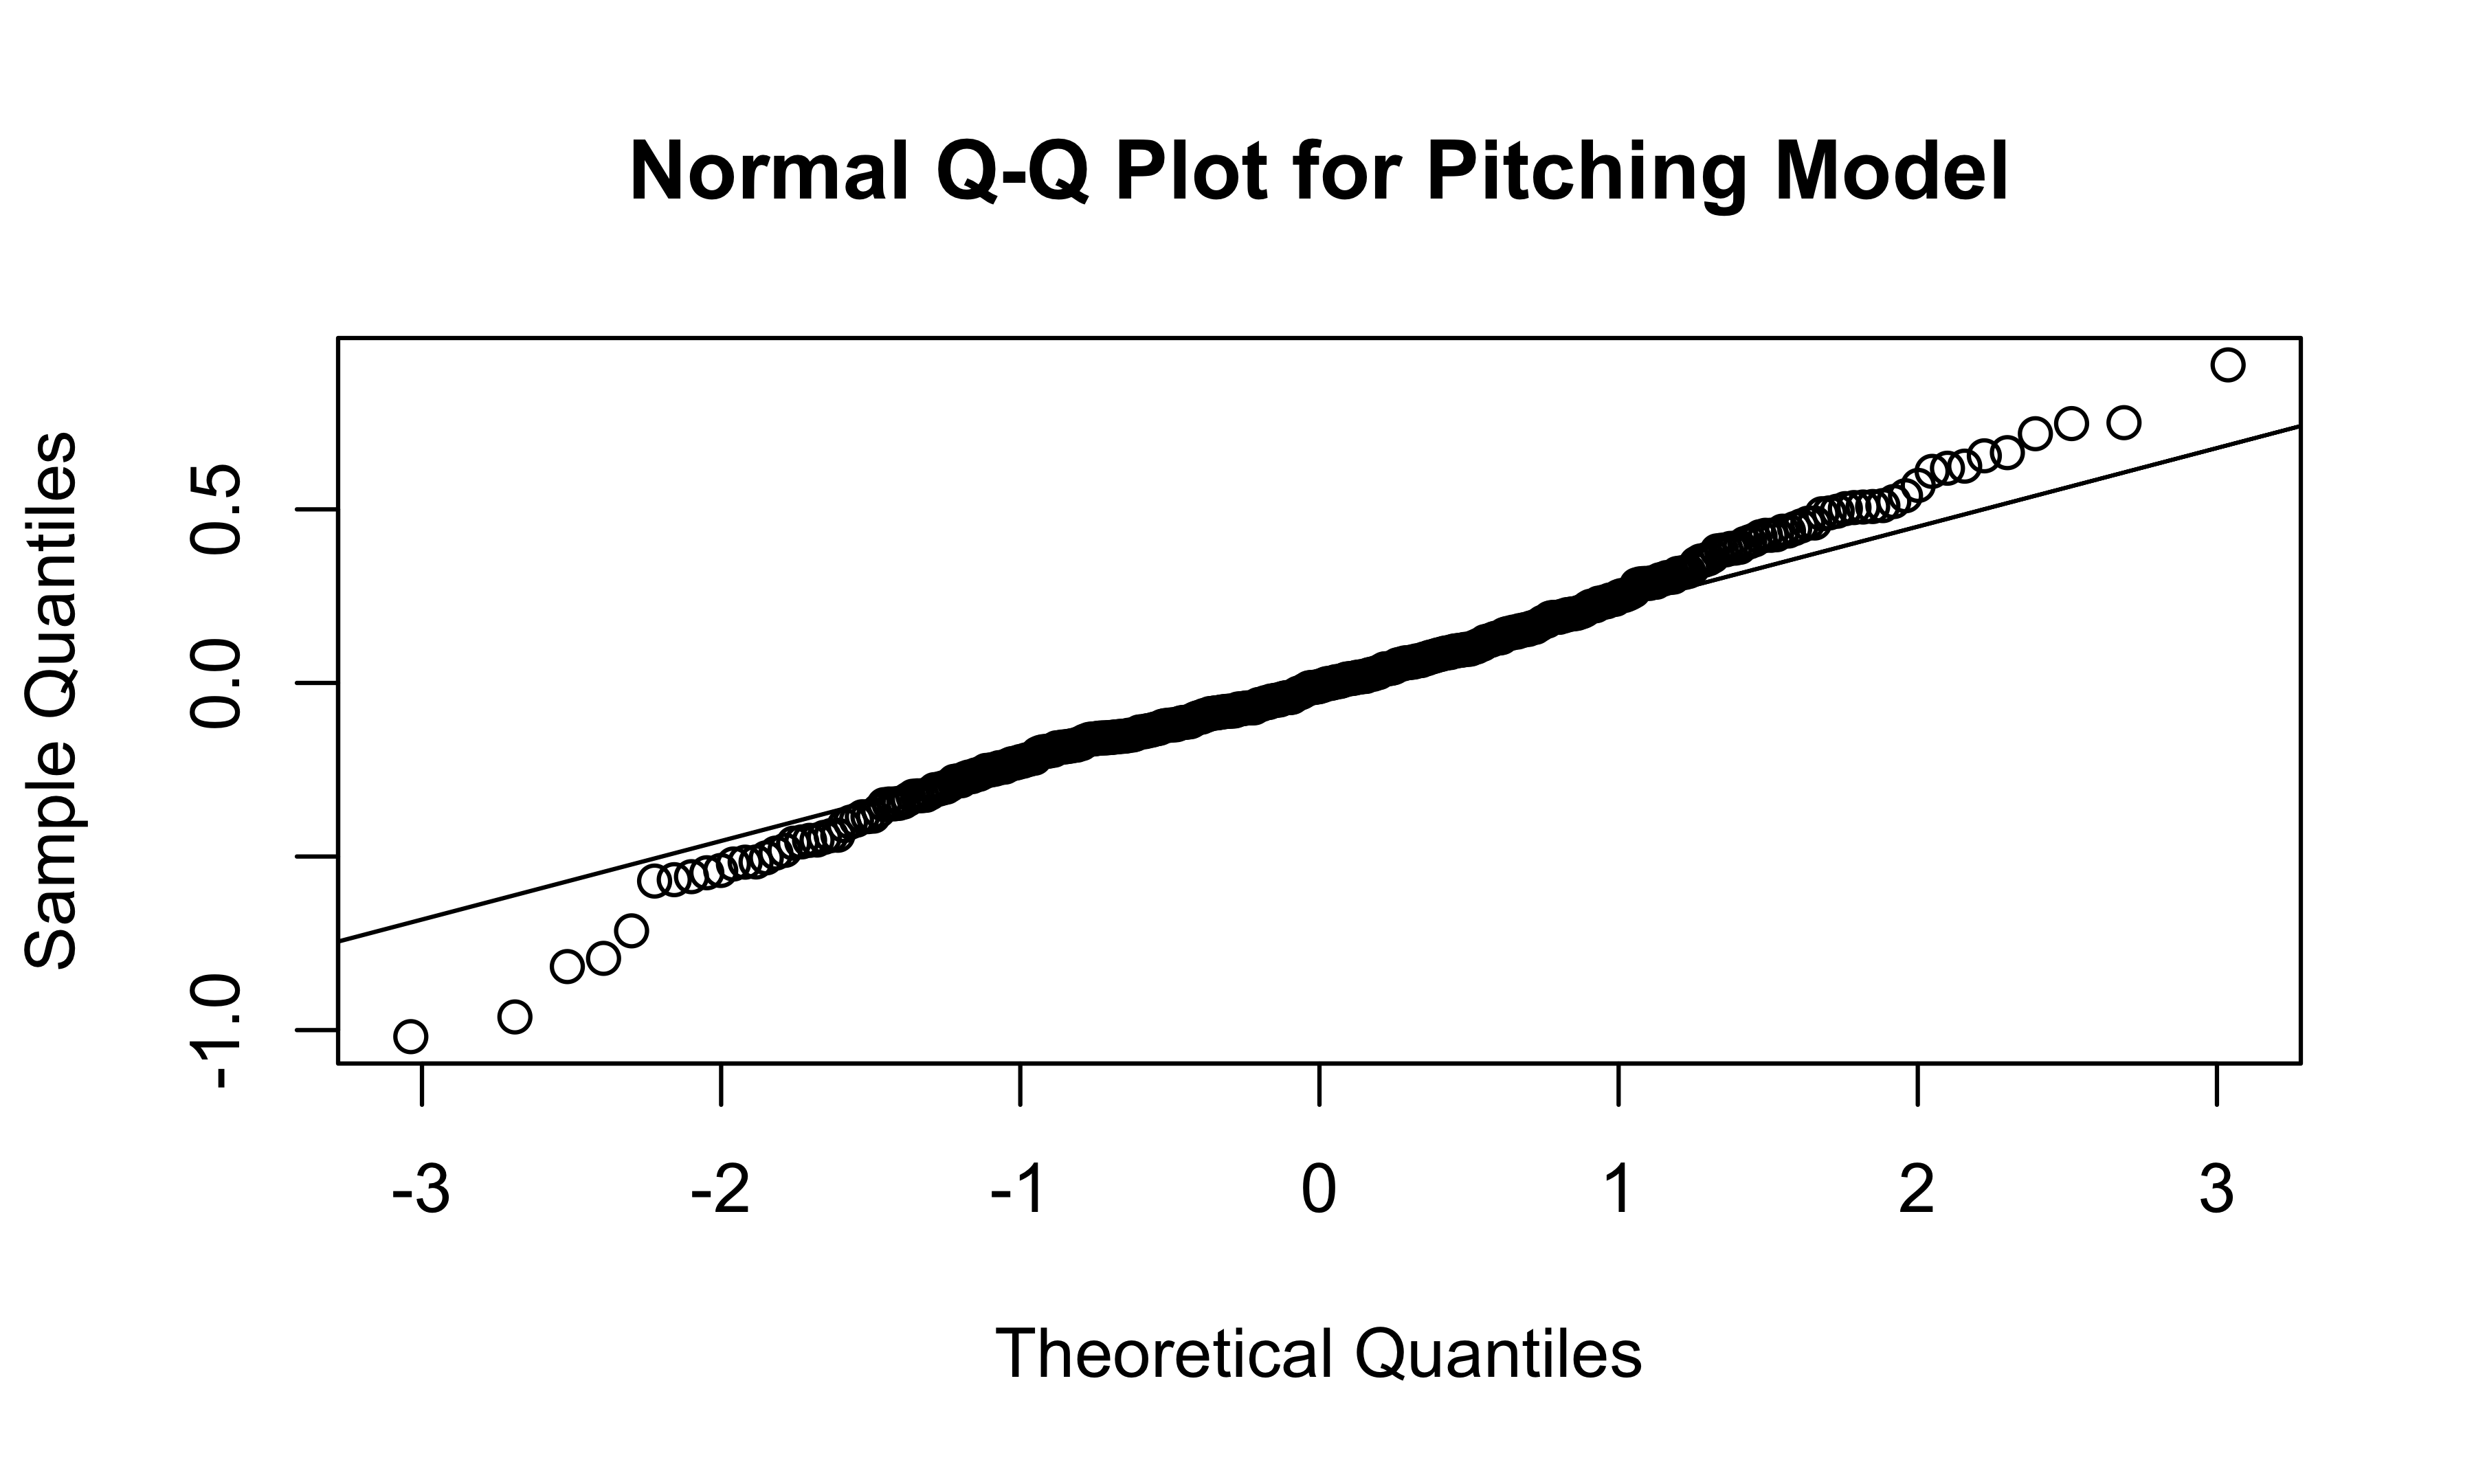 Normal Q-Q Plot for Pitching Model
Sample Quantiles
0.5
0.0
-1.0
-3 -2 -1 0 1 2 3
Theoretical Quantiles